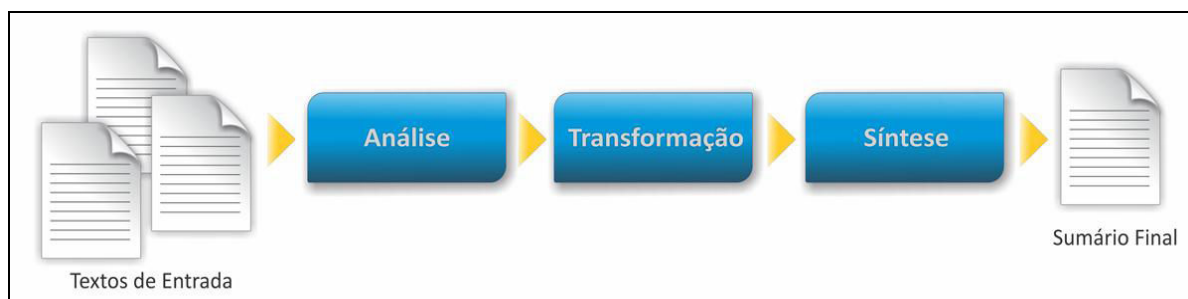 Análise
Transformação
Síntese
Textos de Entrada
Sumário Final